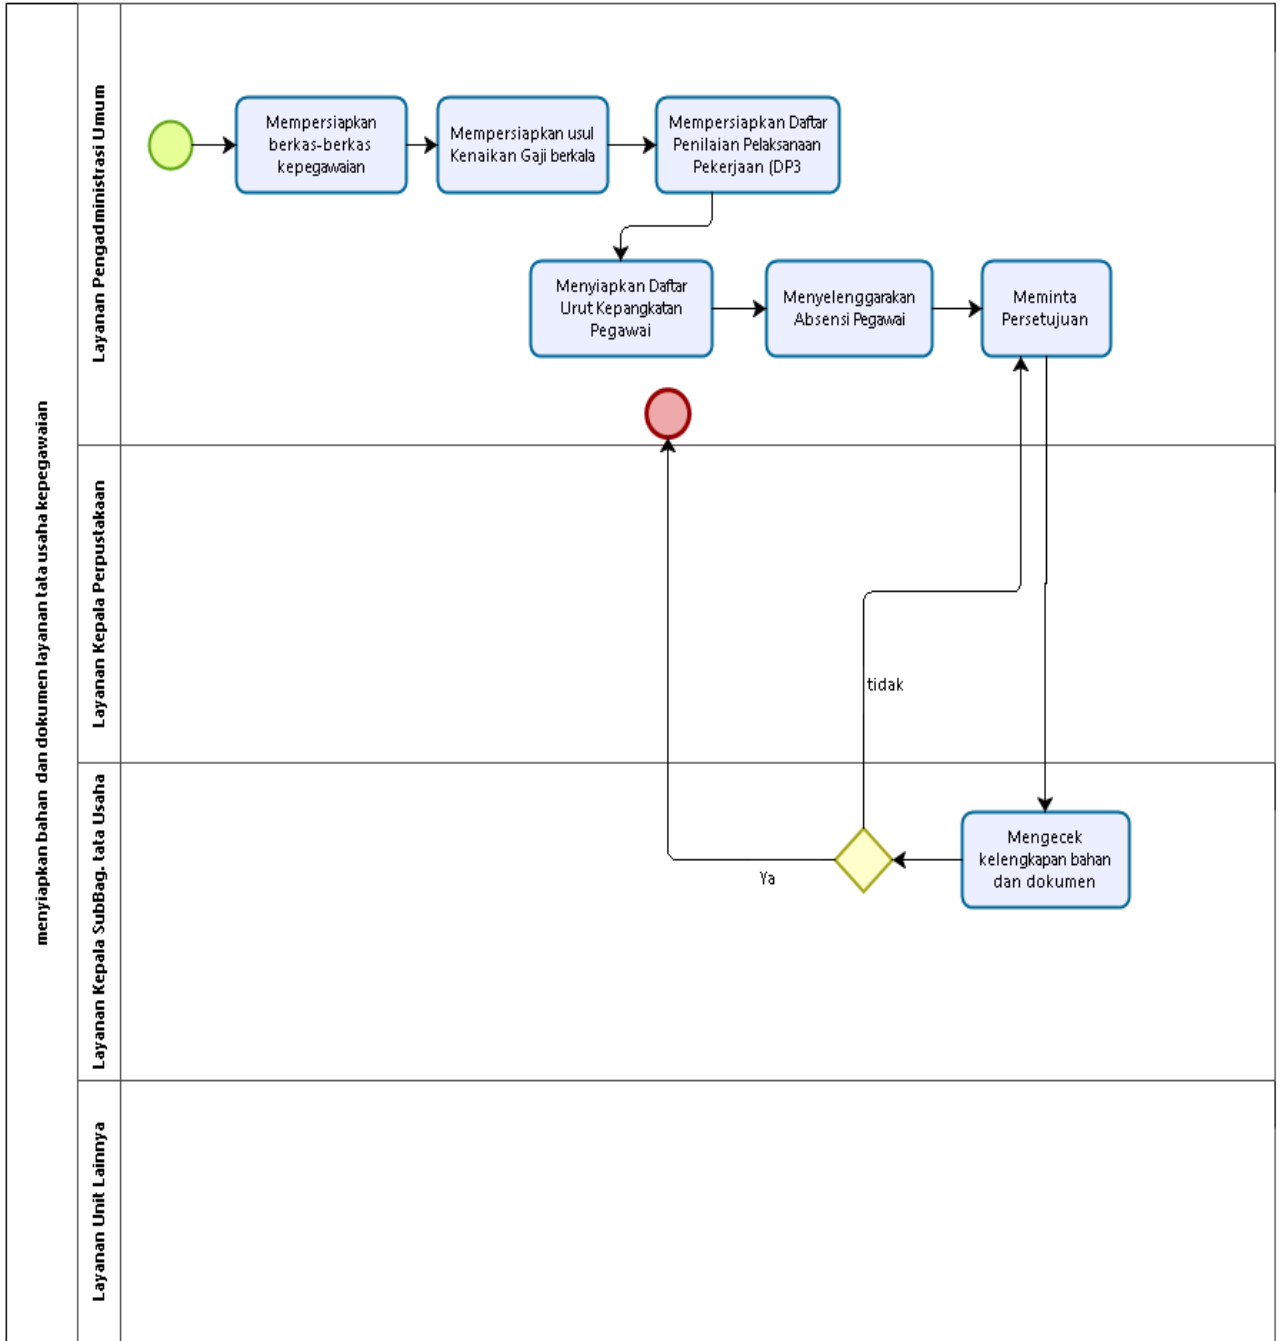 menyiapkan bahan dan dokumen layanan tata usaha kepegawaian
Layanan Pengadministrasi Umum
Mempersiapkan
berkas-berkas
kepegawaian
Mempersiapkan usul
Kenaikan Gaji berkala
Mempersiapkan Daftar
Penilaian Pelaksanaan
Pekerjaan (DP3
Menyiapkan Daftar
Urut Kepangkatan
Pegawai
Menyelenggarakan
Absensi Pegawai
Meminta
Persetujuan
Layanan Kepala Perpustakaan
tidak
Layanan Kepala SubBag. tata Usaha
Mengecek
kelengkapan bahan
dan dokumen
Ya
Layanan Unit Lainnya